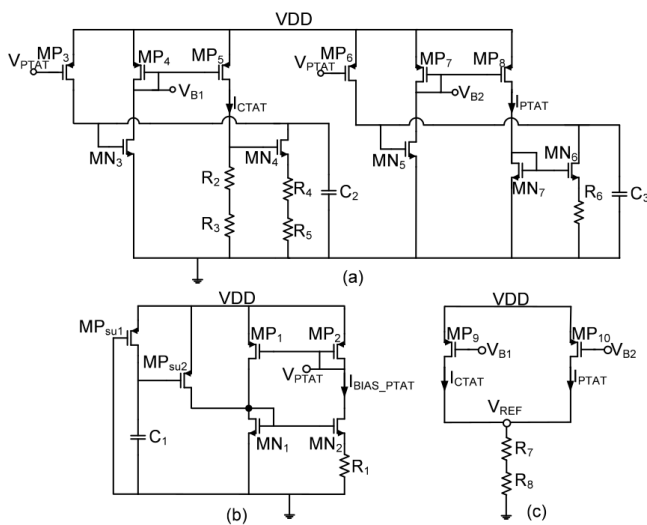 VDD
MP3 MP4 MP5 MP6 MP7 MP8
VPTAT VPTAT
VB1 VB2
ICTAT IPTAT
MN3 MN4 MN5 MN6
MN7
R2 R4 C2 R6 C3
R3 R5
(a)
VDD VDD
MPsu1 MP1 MP2 MP9 MP10
VB1 VB2
MPsu2
VPTAT IBIAS_PTAT ICTAT IPTAT
VREF
C1 MN1 MN2
R1 R7
R8
(b) (c)